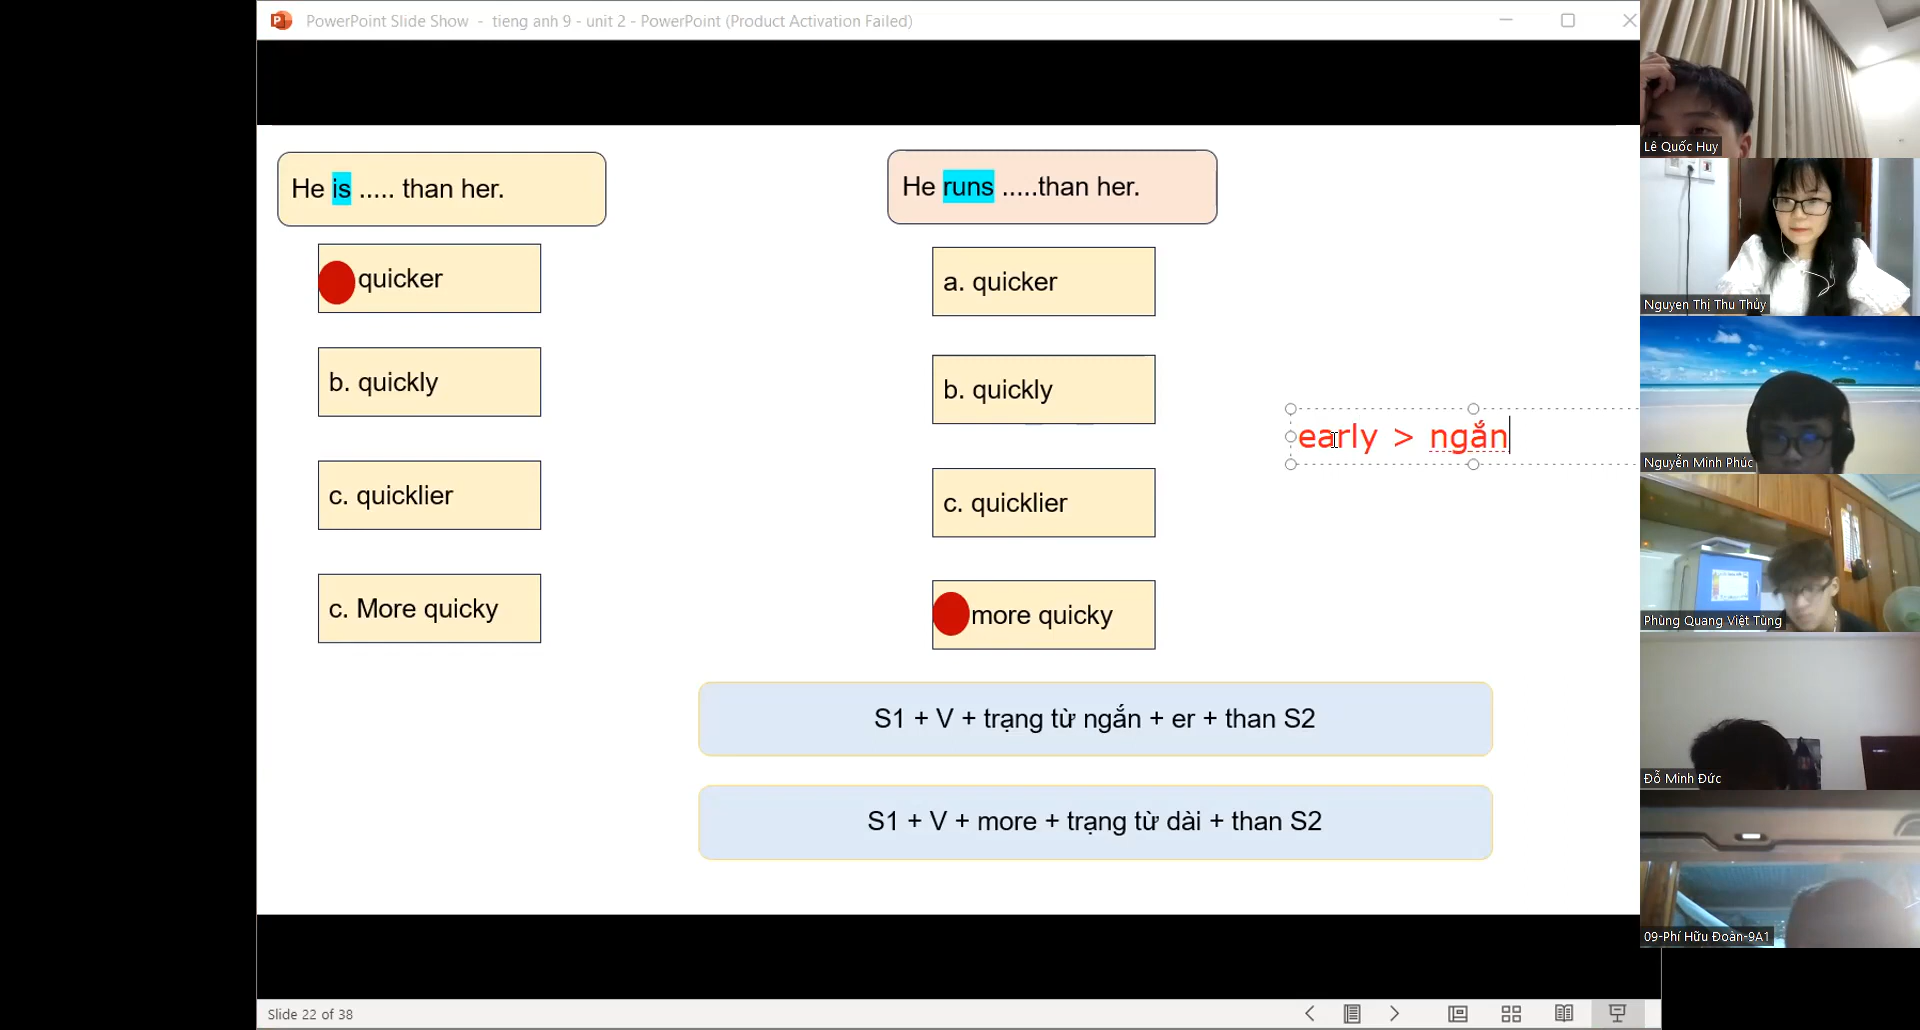 PowerPoint Slide Show - tieng anh 9 - unit 2 - PowerPoint (Product Activation Failed)
He is ..... than her.
quicker
b. quickly
c. quicklier
c. More quicky
He runs .....than her.
a. quicker
b. quickly
c. quicklier
more quicky
early > ngắn
S1 + V + trạng từ ngắn + er + than S2
S1 + V + more + trạng từ dài + than S2
Slide 22 of 38
Lê Quốc Huy
Nguyen Thị Thu Thủy
Nguyễn Minh Phúc
Phùng Quang Việt Tùng
Đỗ Minh Đức
09-Phí Hữu Đoàn-9A1